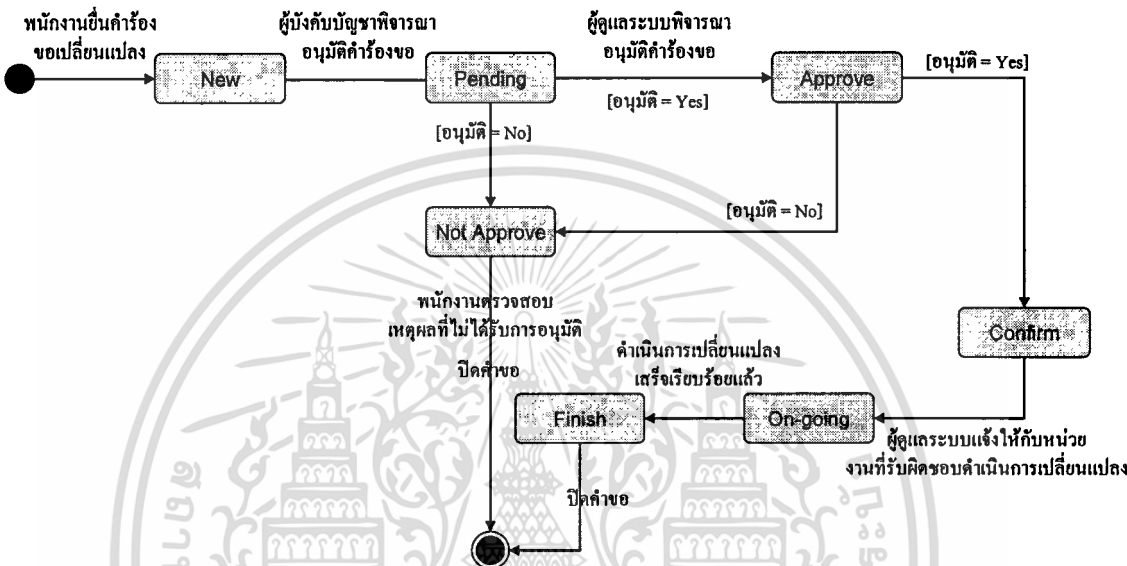 พนักงานยื่นคำร้อง
ขอเปลี่ยนแปลง
New
ผู้บังคับบัญชาพิจารณา
อนุมัติคำร้องขอ
Pending
ผู้ดูแลระบบพิจารณา
อนุมัติคำร้องขอ
[อนุมัติ = Yes]
Approve
[อนุมัติ = Yes]
[อนุมัติ = No]
[อนุมัติ = No]
Not Approve
พนักงานตรวจสอบ
เหตุผลที่ไม่ได้รับการอนุมัติ
ปิดคำขอ
Confirm
ดำเนินการเปลี่ยนแปลง
เสร็จเรียบร้อยแล้ว
Finish
On-going
ผู้ดูแลระบบแจ้งให้กับหน่วย
งานที่รับผิดชอบดำเนินการเปลี่ยนแปลง
ปิดคำขอ